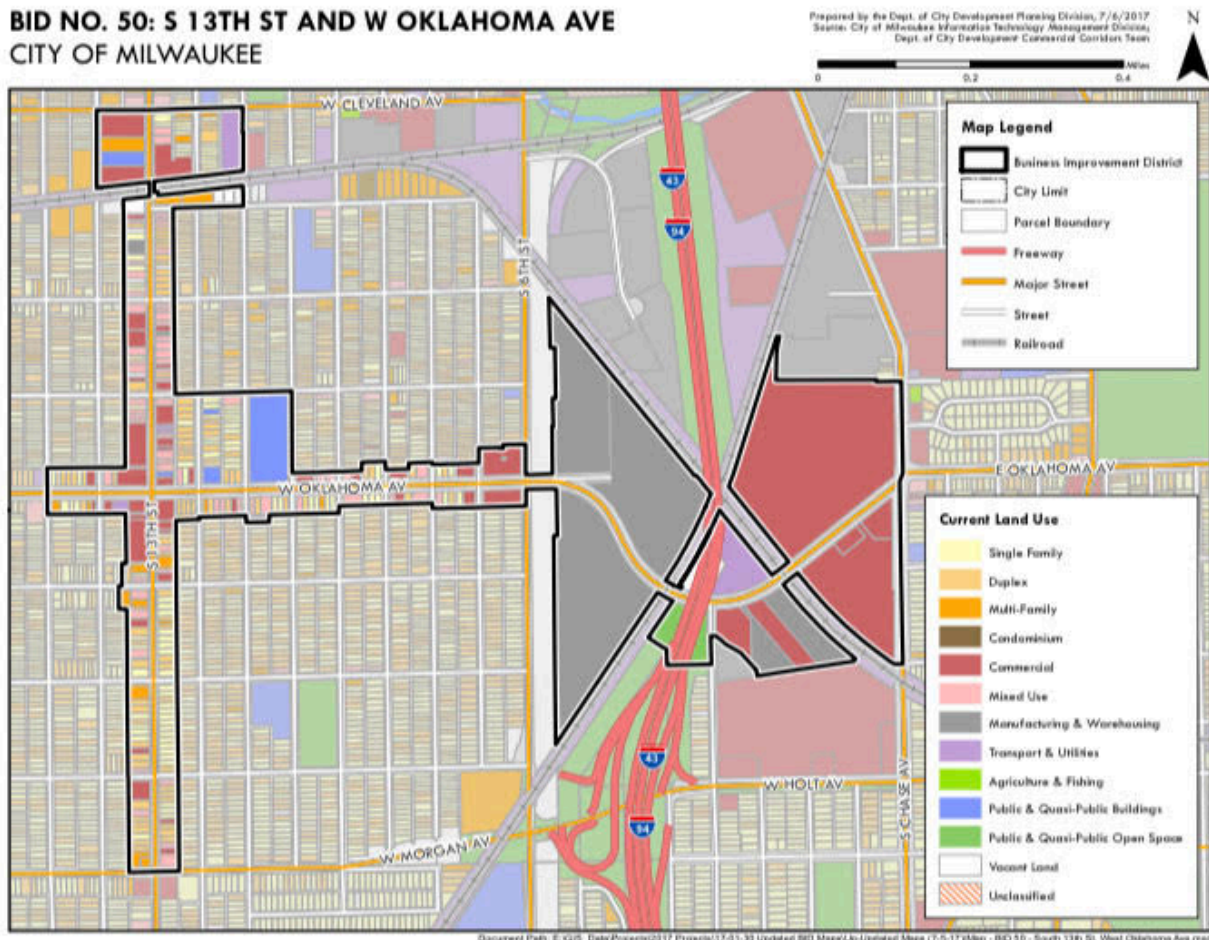 BID NO. 50: S 13TH ST AND W OKLAHOMA AVE
CITY OF MILWAUKEE
Prepared by the Dept. of City Development Planning Division, 7/6/2017
Source: City of Milwaukee Information Technology Management Division;
Dept. of City Development Commercial Corridors Team
N
Miles
0 0.2 0.4
W CLEVELAND AV
Map Legend
Business Improvement District
City Limit
Parcel Boundary
Freeway
Major Street
Street
Railroad
43
94
S 6TH ST
E OKLAHOMA AV
W OKLAHOMA AV
S 13TH ST
Current Land Use
Single Family
Duplex
Multi-Family
Condominium
Commercial
Mixed Use
Manufacturing & Warehousing
Transport & Utilities
Agriculture & Fishing
Public & Quasi-Public Buildings
Public & Quasi-Public Open Space
Vacant Land
Unclassified
43
94
W HOLT AV
S CHASE AV
W MORGAN AV